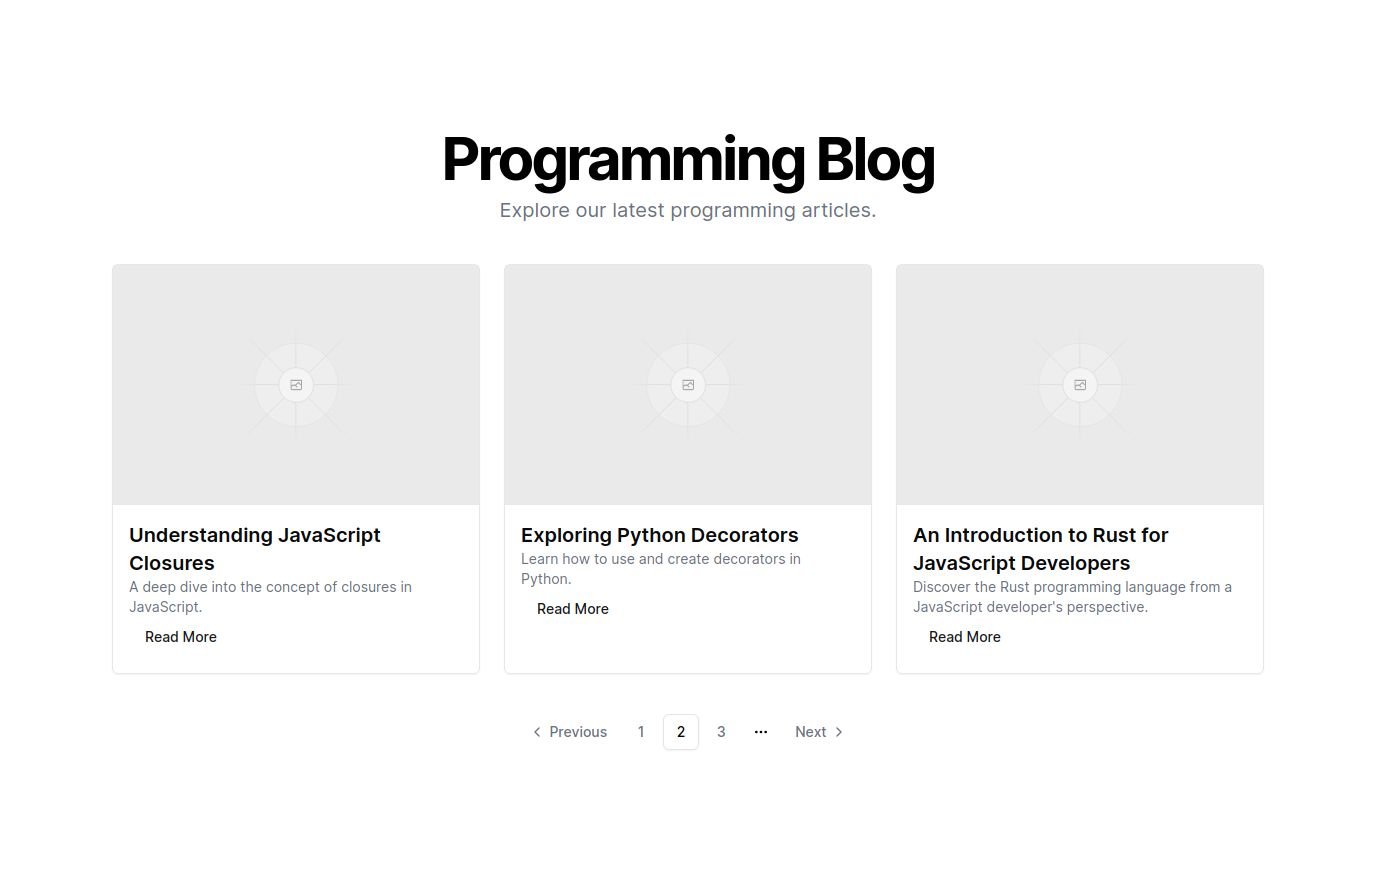 Programming Blog
Explore our latest programming articles.
Understanding JavaScript
Closures
A deep dive into the concept of closures in
JavaScript.
Read More
Exploring Python Decorators
Learn how to use and create decorators in
Python.
Read More
An Introduction to Rust for
JavaScript Developers
Discover the Rust programming language from a
JavaScript developer's perspective.
Read More
Previous 1 2 3 ••• Next